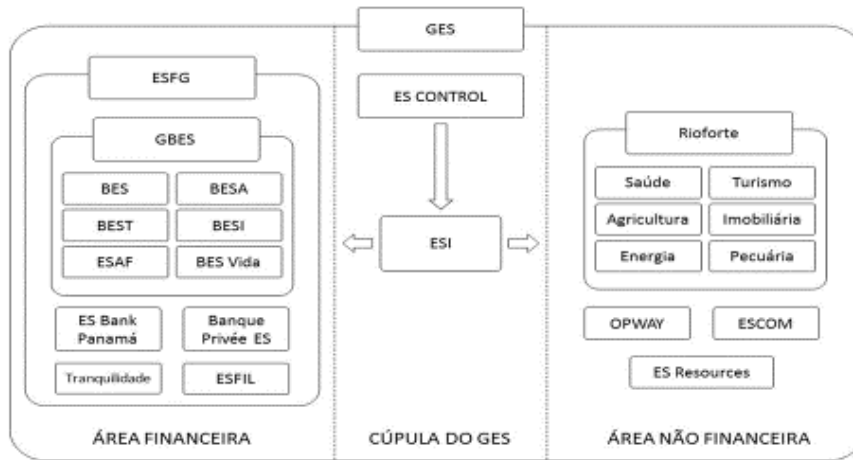 GES
ESFG
ES CONTROL
GBES
Rioforte
BES
BESA
BEST
BESI
ESAF
BES Vida
ESI
Saúde
Turismo
Agricultura
Imobiliária
Energia
Pecuária
ES Bank
Panamá
Banque
Privée ES
Tranquilidade
ESFIL
OPWAY
ESCOM
ES Resources
ÁREA FINANCEIRA
CÚPULA DO GES
ÁREA NÃO FINANCEIRA